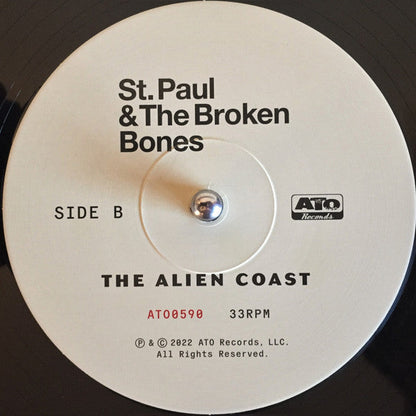 St. Paul
& The Broken
Bones
SIDE B
ATO
Records
THE ALIEN COAST
ATO0590 33RPM
℗ & © 2022 ATO Records, LLC.
All Rights Reserved.